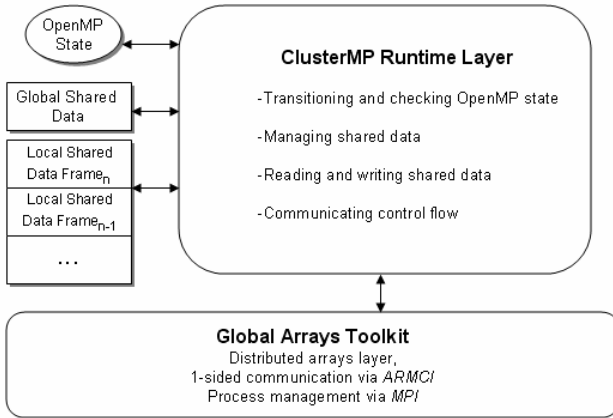 OpenMP
State
Global Shared
Data
Local Shared
Data Frameₙ
Local Shared
Data Frameₙ₋₁
...
ClusterMP Runtime Layer
-Transitioning and checking OpenMP state
-Managing shared data
-Reading and writing shared data
-Communicating control flow
Global Arrays Toolkit
Distributed arrays layer,
1-sided communication via ARMCI
Process management via MPI